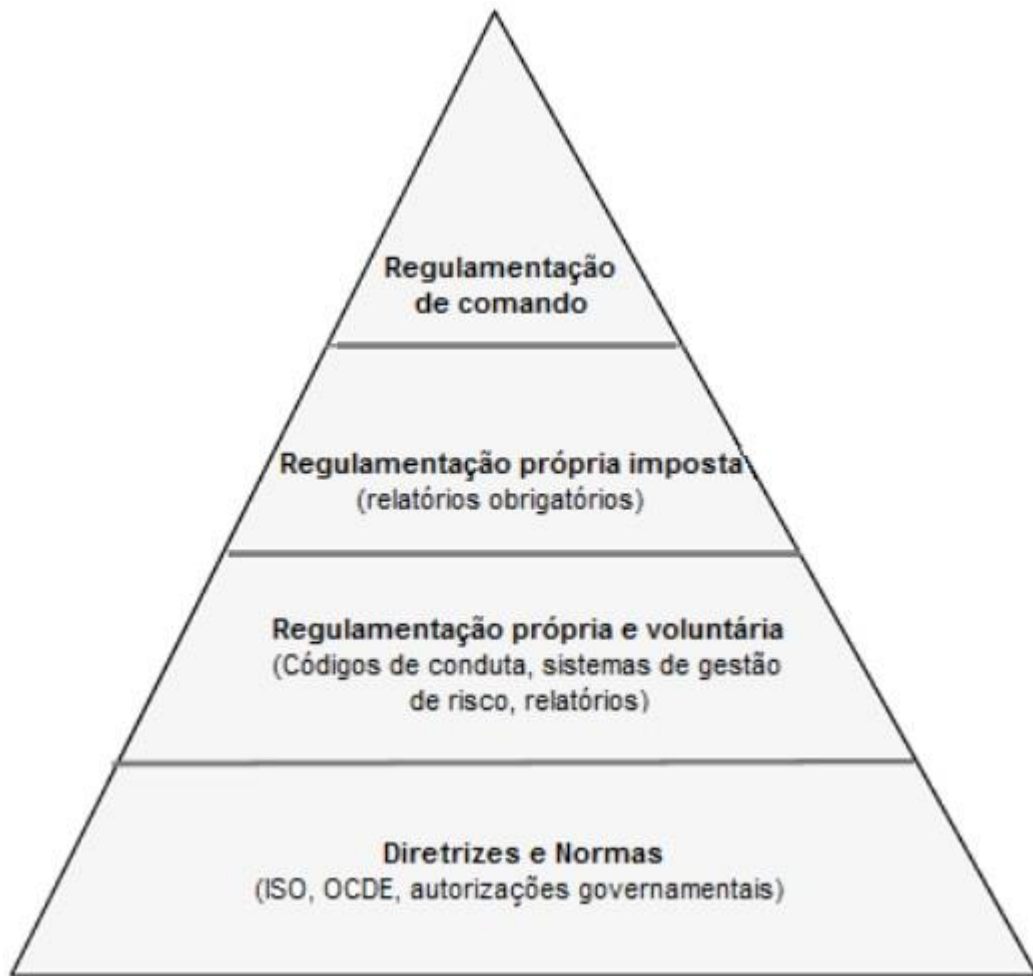 Regulamentação
de comando
Regulamentação própria imposta
(relatórios obrigatórios)
Regulamentação própria e voluntária
(Códigos de conduta, sistemas de gestão
de risco, relatórios)
Diretrizes e Normas
(ISO, OCDE, autorizações governamentais)